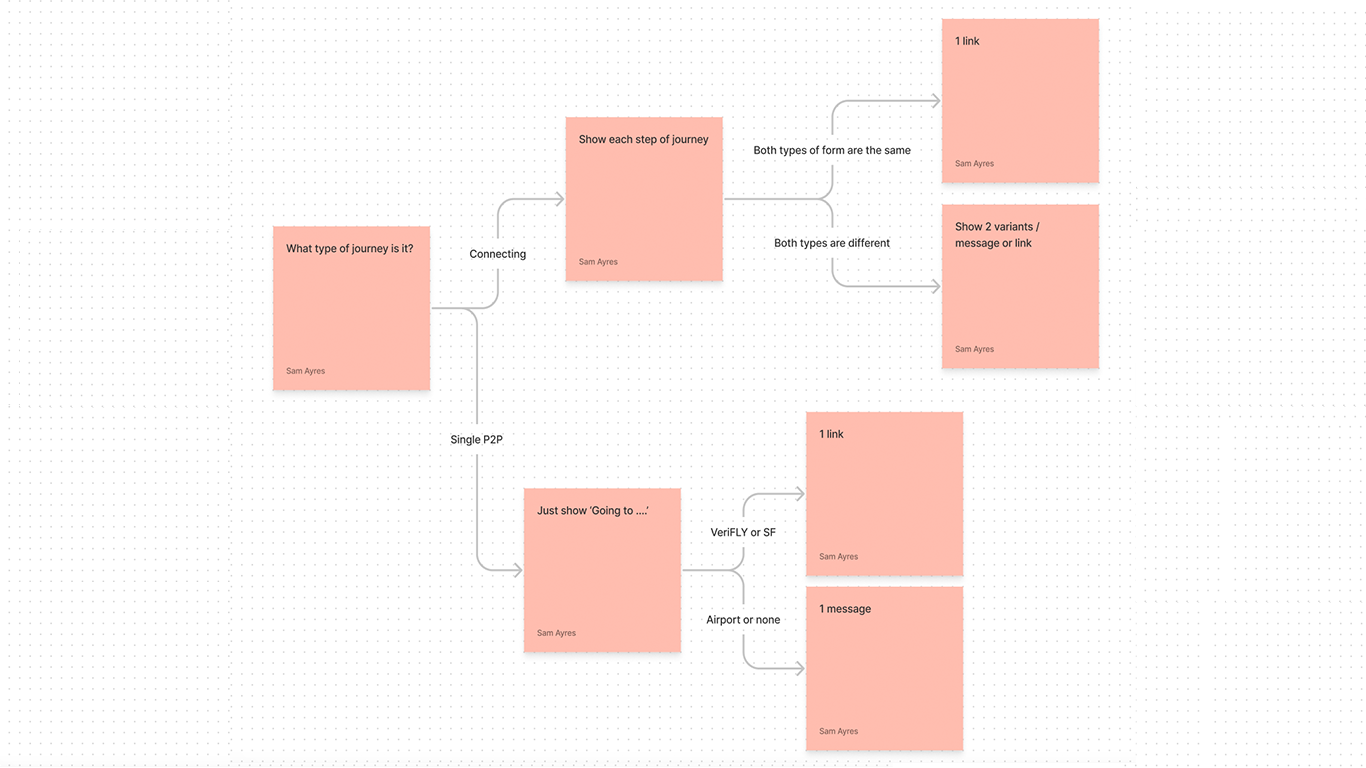 1 link
Sam Ayres
Show each step of journey
Sam Ayres
Both types of form are the same
Both types are different
Show 2 variants /
message or link
Sam Ayres
What type of journey is it?
Sam Ayres
Connecting
Single P2P
Just show ‘Going to ....’
Sam Ayres
VeriFLY or SF
Airport or none
1 link
Sam Ayres
1 message
Sam Ayres